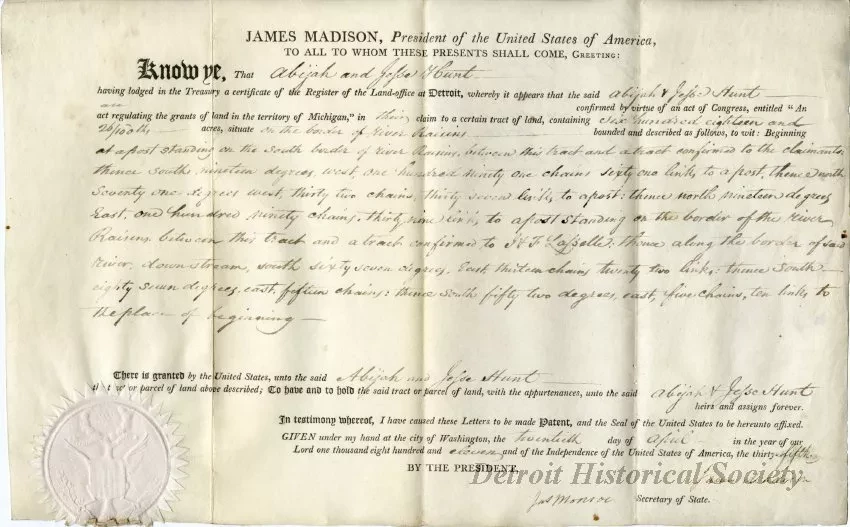 JAMES MADISON, President of the United States of America,
TO ALL TO WHOM THESE PRESENTS SHALL COME, GREETING:
Know ye, That Abijah and Jesse Hunt
having lodged in the Treasury a certificate of the Register of the Land-office at Detroit, whereby it appears that the said Abijah & Jesse Hunt
are confirmed by virtue of an act of Congress, entitled "An
act regulating the grants of land in the territory of Michigan," in their claim to a certain tract of land, containing Six hundred eighteen and
26/100ths acres, situate on the border of River Raisins bounded and described as follows, to wit: Beginning
at a post standing on the South border of river Raisins, between this tract and a tract confirmed to the claimants,
thence south, nineteen degrees, west, one hundred ninety one chains sixty one links to a post, thence north
Seventy one degrees west, thirty two chains, thirty seven links, to a post: thence north nineteen degrees
East, one hundred ninety chains, thirty nine links, to a post standing on the border of the river
Raisins, between this tract and a tract confirmed to J & F Lasselle: thence along the border of said
River, down stream, south sixty seven degrees, East thirteen chains twenty two links: thence south
eighty seven degrees, east, fifteen chains: thence South fifty two degrees, east, five chains, ten links to
the place of beginning
There is granted by the United States, unto the said Abijah and Jesse Hunt
the tract or parcel of land above described; To have and to hold the said tract or parcel of land, with the appurtenances, unto the said Abijah & Jesse Hunt
heirs and assigns forever.
In testimony whereof, I have caused these Letters to be made Patent, and the Seal of the United States to be hereunto affixed.
GIVEN under my hand at the city of Washington, the twentieth day of April in the year of our
Lord one thousand eight hundred and eleven and of the Independence of the United States of America, the thirty-fifth
James Madison
BY THE PRESIDENT.
Detroit Historical Society
Jas Monroe Secretary of State.